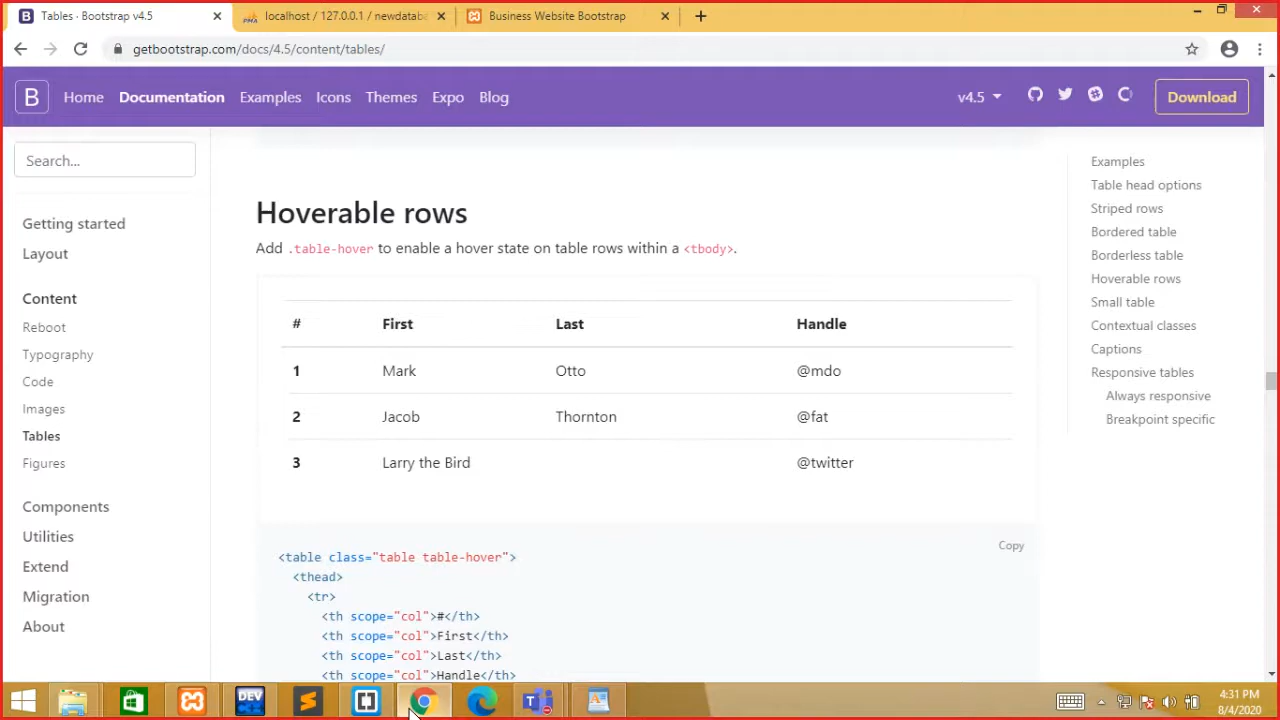 Tables · Bootstrap v4.5
localhost / 127.0.0.1 / newdataba
Business Website Bootstrap
getbootstrap.com/docs/4.5/content/tables/
B Home Documentation Examples Icons Themes Expo Blog v4.5 Download
Search...
Getting started
Layout
Content
Reboot
Typography
Code
Images
Tables
Figures
Components
Utilities
Extend
Migration
About
Hoverable rows
Add .table-hover to enable a hover state on table rows within a <tbody>.
# First Last Handle
1 Mark Otto @mdo
2 Jacob Thornton @fat
3 Larry the Bird @twitter
Copy
<table class="table table-hover">
<thead>
<tr>
<th scope="col">#</th>
<th scope="col">First</th>
<th scope="col">Last</th>
<th scope="col">Handle</th>
Examples
Table head options
Striped rows
Bordered table
Borderless table
Hoverable rows
Small table
Contextual classes
Captions
Responsive tables
Always responsive
Breakpoint specific
DEV
4:31 PM
8/4/2020